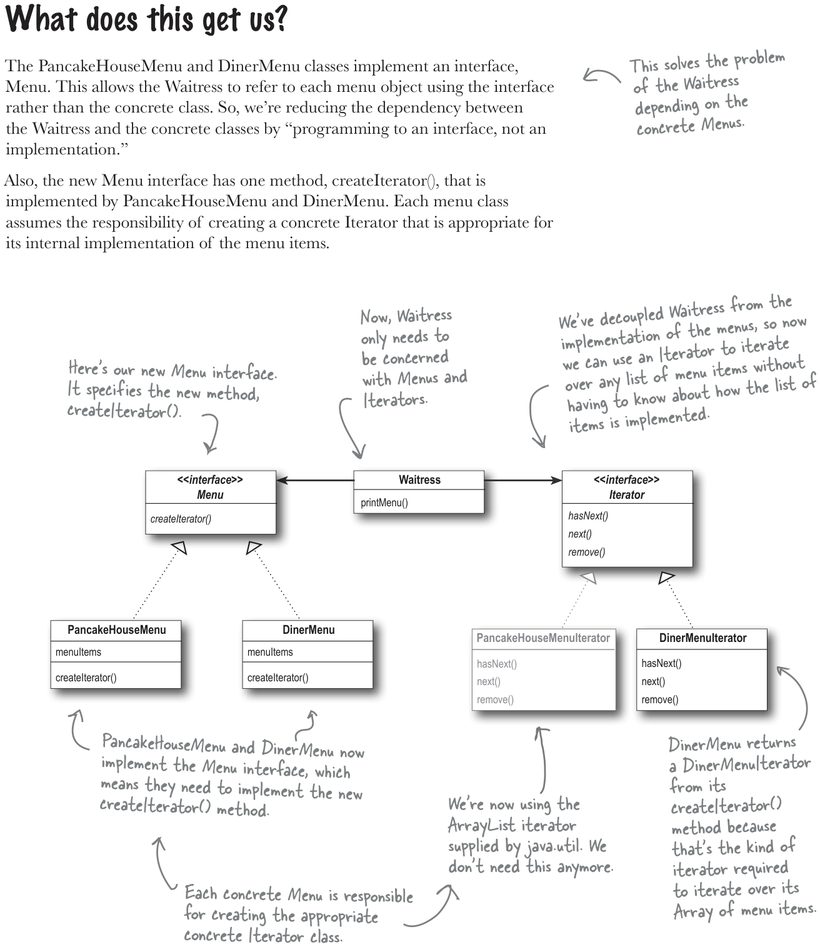 What does this get us?
The PancakeHouseMenu and DinerMenu classes implement an interface,
Menu. This allows the Waitress to refer to each menu object using the interface
rather than the concrete class. So, we're reducing the dependency between
the Waitress and the concrete classes by “programming to an interface, not an
implementation.”
This solves the problem
of the Waitress
depending on the
concrete Menus.
Also, the new Menu interface has one method, createIterator(), that is
implemented by PancakeHouseMenu and DinerMenu. Each menu class
assumes the responsibility of creating a concrete Iterator that is appropriate for
its internal implementation of the menu items.
Here's our new Menu interface.
It specifies the new method,
createIterator().
Now, Waitress
only needs to
be concerned
with Menus and
Iterators.
We've decoupled Waitress from the
implementation of the menus, so now
we can use an Iterator to iterate
over any list of menu items without
having to know about how the list of
items is implemented.
<<interface>>
Menu
createIterator()
Waitress
printMenu()
<<interface>>
Iterator
hasNext()
next()
remove()
PancakeHouseMenu
menuItems
createIterator()
DinerMenu
menuItems
createIterator()
PancakeHouseMenuIterator
hasNext()
next()
remove()
DinerMenuIterator
hasNext()
next()
remove()
PancakeHouseMenu and DinerMenu now
implement the Menu interface, which
means they need to implement the new
createIterator() method.
We're now using the
ArrayList iterator
supplied by java.util. We
don't need this anymore.
DinerMenu returns
a DinerMenuIterator
from its
createIterator()
method because
that's the kind of
iterator required
to iterate over its
Array of menu items.
Each concrete Menu is responsible
for creating the appropriate
concrete Iterator class.